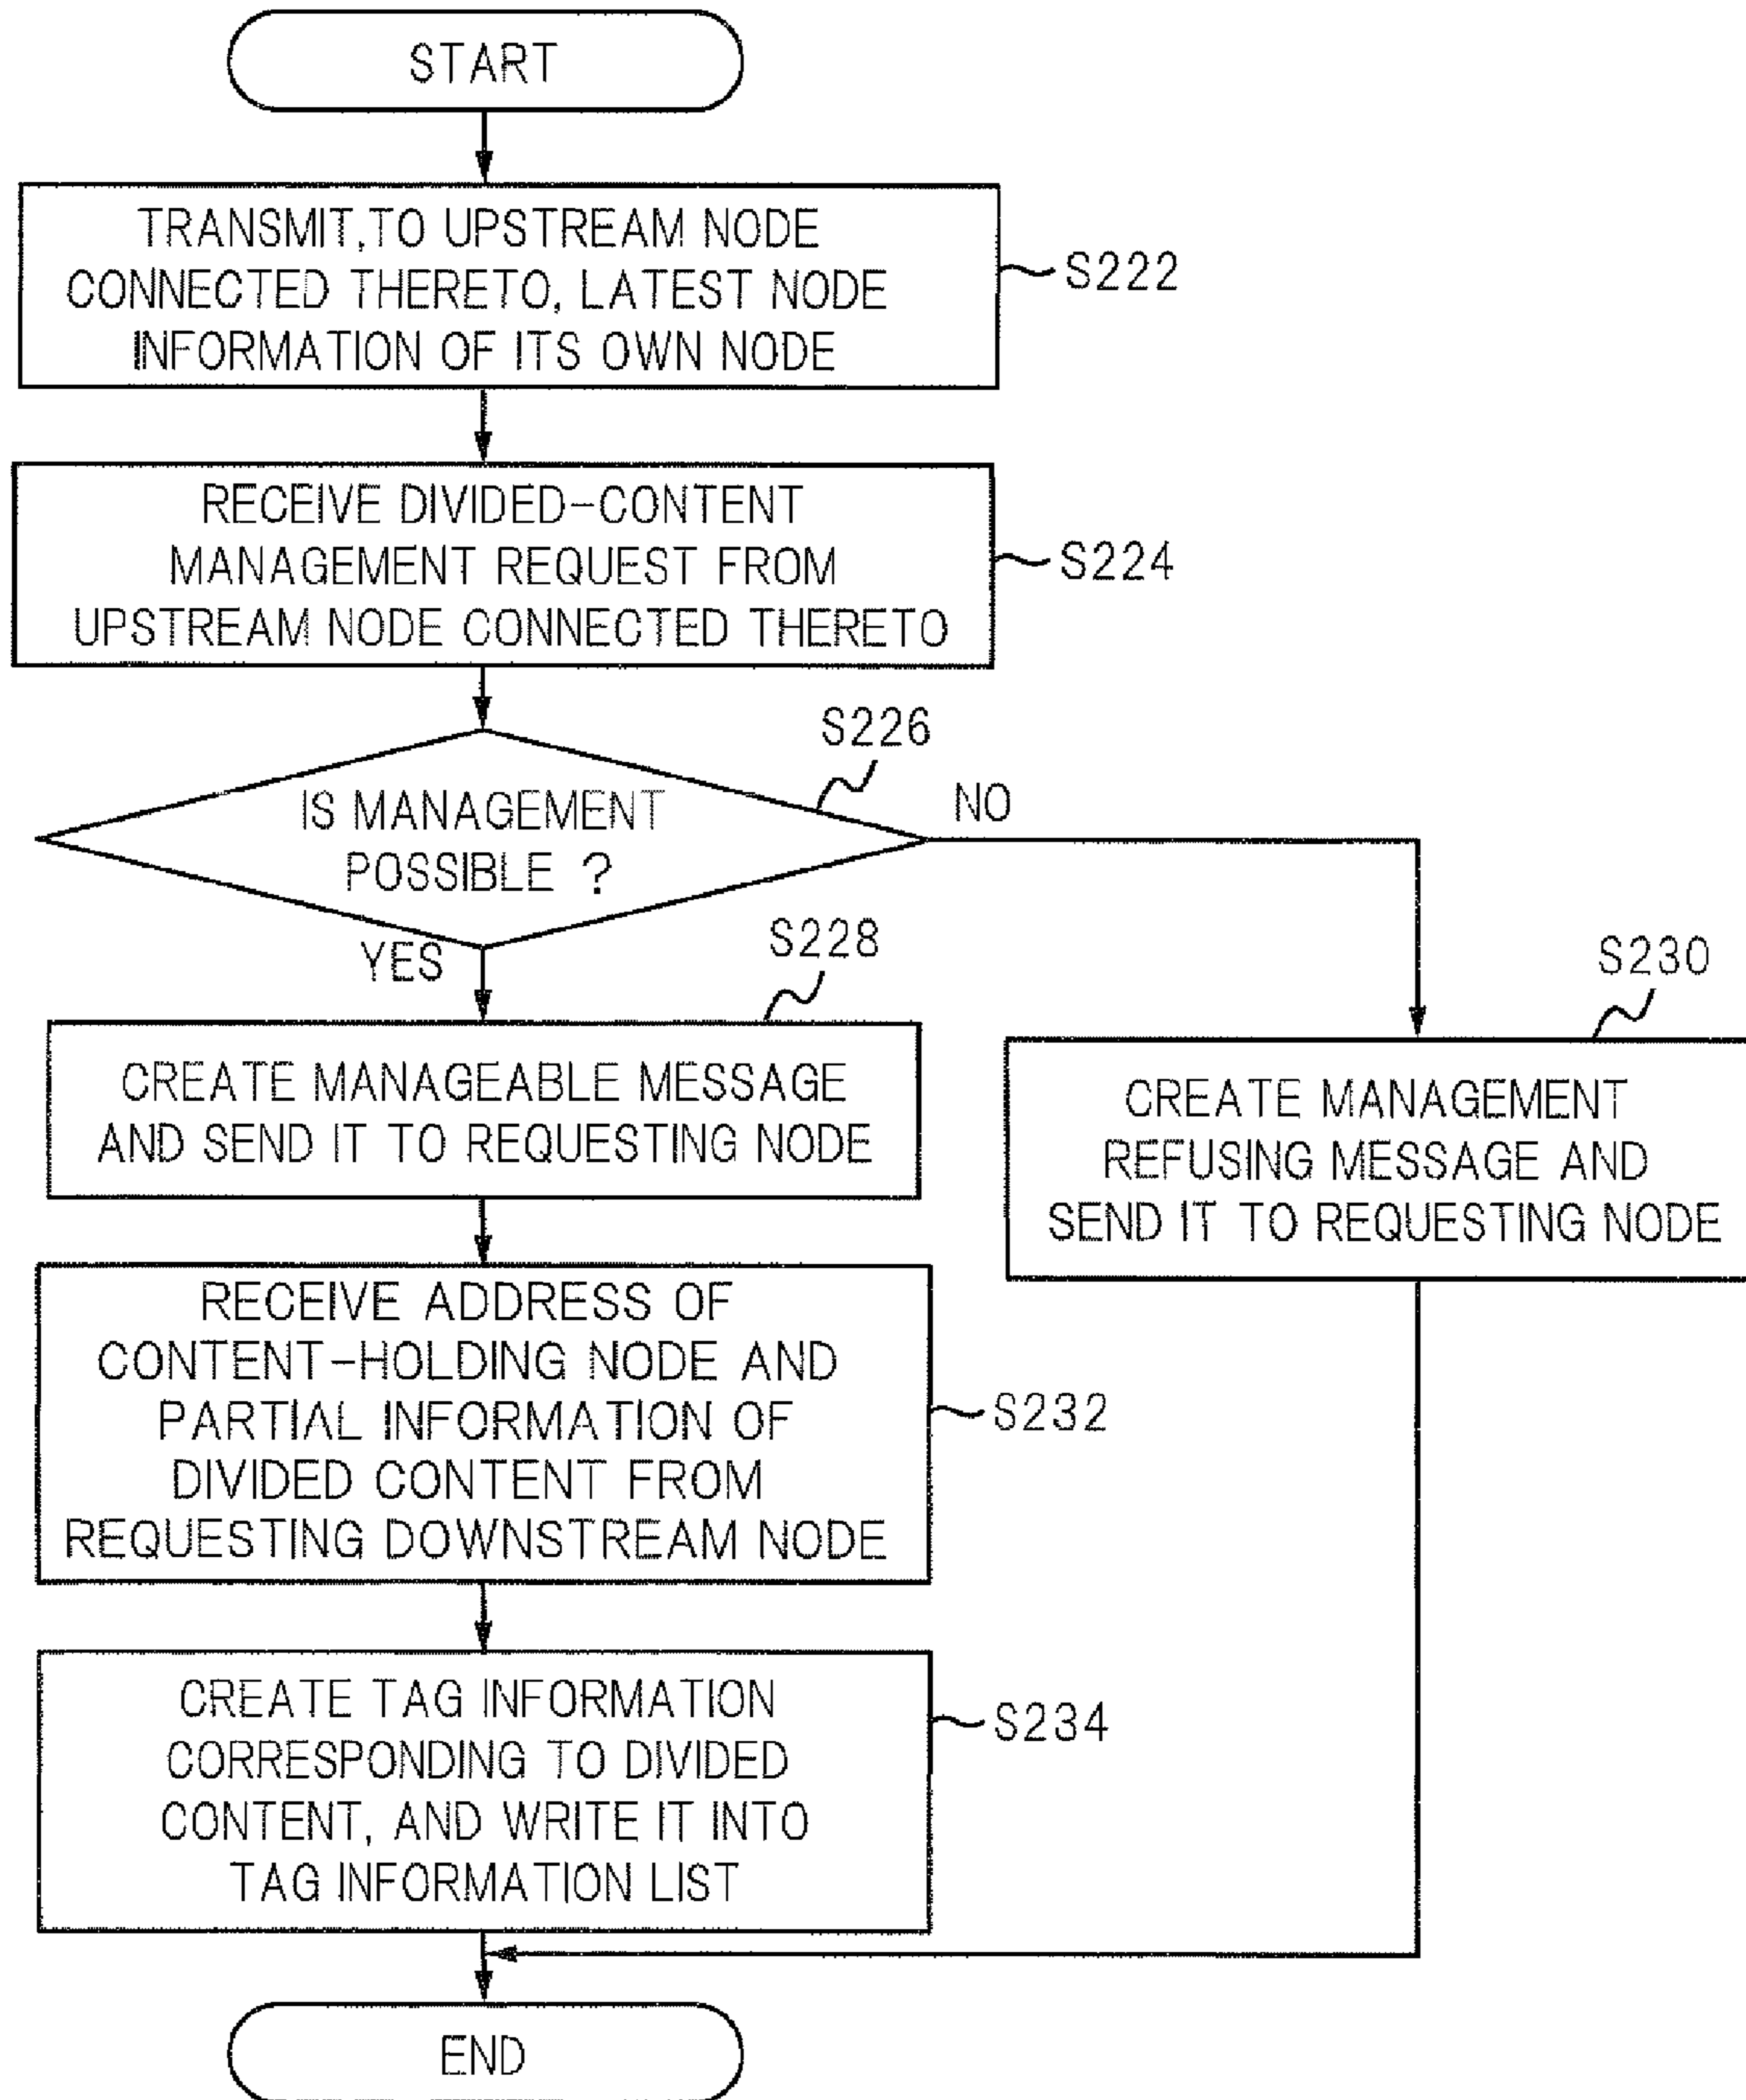 START
TRANSMIT,TO UPSTREAM NODE
CONNECTED THERETO, LATEST NODE
INFORMATION OF ITS OWN NODE
S222
RECEIVE DIVIDED-CONTENT
MANAGEMENT REQUEST FROM
UPSTREAM NODE CONNECTED THERETO
S224
S226
IS MANAGEMENT
POSSIBLE ?
NO
YES
S228
CREATE MANAGEABLE MESSAGE
AND SEND IT TO REQUESTING NODE
S230
CREATE MANAGEMENT
REFUSING MESSAGE AND
SEND IT TO REQUESTING NODE
RECEIVE ADDRESS OF
CONTENT-HOLDING NODE AND
PARTIAL INFORMATION OF
DIVIDED CONTENT FROM
REQUESTING DOWNSTREAM NODE
S232
CREATE TAG INFORMATION
CORRESPONDING TO DIVIDED
CONTENT, AND WRITE IT INTO
TAG INFORMATION LIST
S234
END